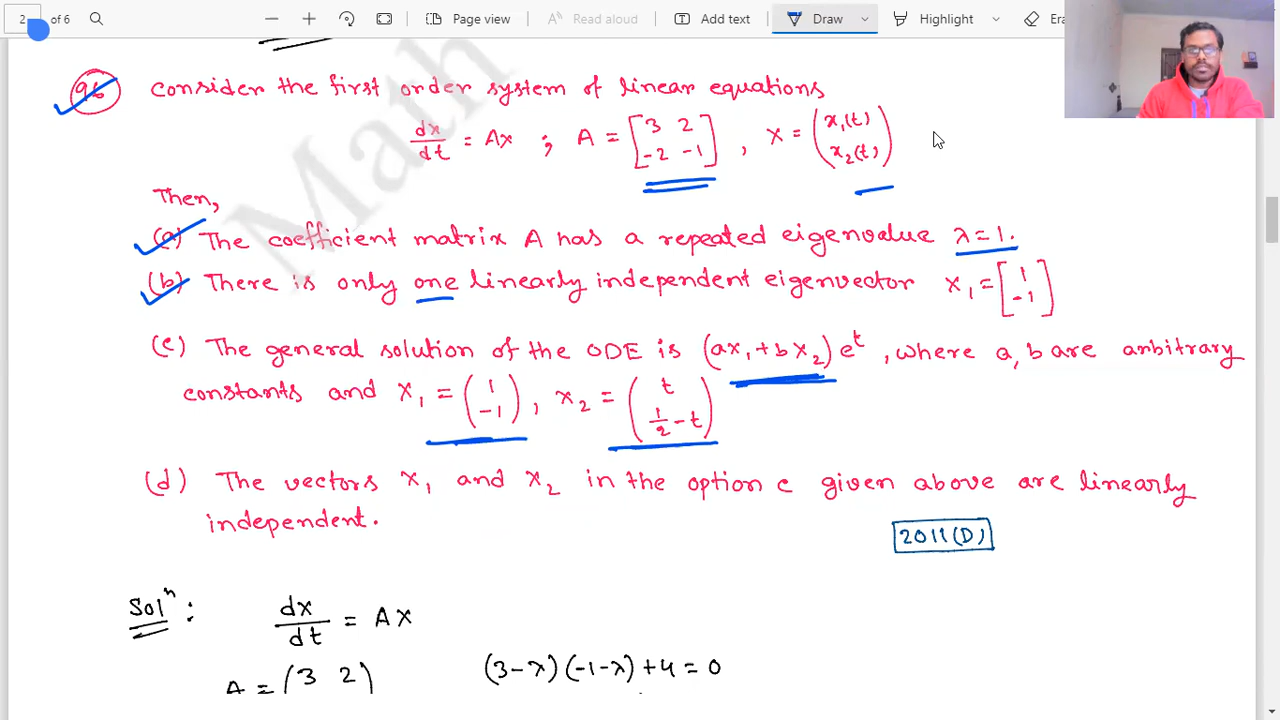 2 of 6 Page view Read aloud Add text Draw Highlight
Math
96 Consider the first order system of linear equations
dx/dt = Ax ; A = [3 2 -2 -1] , X = (x₁(t) x₂(t))
Then,
(a) The coefficient matrix A has a repeated eigenvalue λ=1.
(b) There is only one linearly independent eigenvector X₁ = [1 -1]
(c) The general solution of the ODE is (ax₁+bx₂)eᵗ, where a, b are arbitrary
constants and X₁ = (1 -1), X₂ = (t 1/2-t)
(d) The vectors X₁ and X₂ in the option c given above are linearly
independent.
2011(D)
Solⁿ : dx/dt = AX
A = (3 2 (3-λ)(-1-λ)+4=0